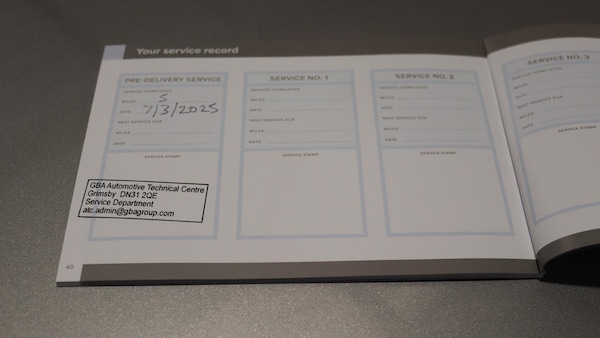 Your service record
PRE-DELIVERY SERVICE
SERVICE COMPLETED
MILES 5
DATE 7/3/2025
NEXT SERVICE DUE
MILES
DATE
SERVICE STAMP
GBA Automotive Technical Centre
Grimsby DN31 2QE
Service Department
atc.admin@gbagroup.com
SERVICE NO. 1
SERVICE COMPLETED
MILES
DATE
NEXT SERVICE DUE
MILES
DATE
SERVICE STAMP
SERVICE NO. 2
SERVICE COMPLETED
MILES
DATE
NEXT SERVICE DUE
MILES
DATE
SERVICE STAMP
40
SERVICE NO. 3
SERVICE COMPLETED
MILES
DATE
NEXT SERVICE DUE
MILES
DATE